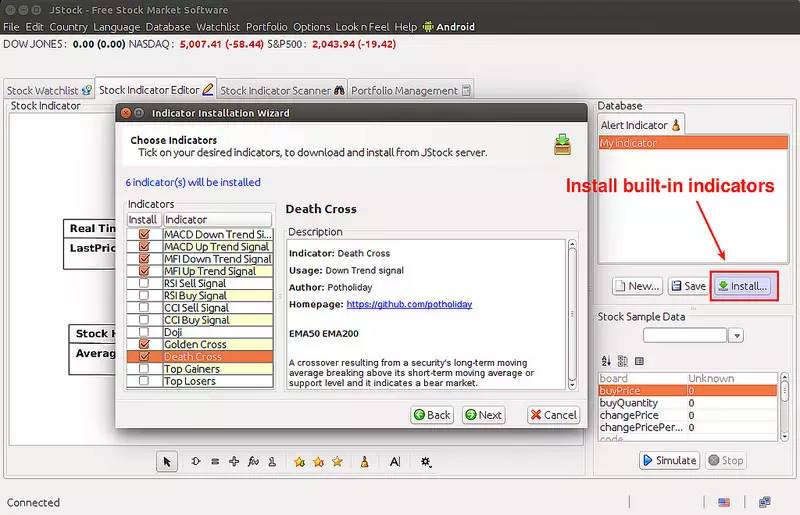 JStock - Free Stock Market Software
File Edit Country Language Database Watchlist Portfolio Options Look n Feel Help Android
DOW JONES: 0.00 (0.00) NASDAQ: 5,007.41 (-58.44) S&P500: 2,043.94 (-19.42)
Stock Watchlist Stock Indicator Editor Stock Indicator Scanner Portfolio Management
Stock Indicator
Real Tim
LastPric
Stock H
Average
Indicator Installation Wizard
Choose Indicators
Tick on your desired indicators, to download and install from JStock server.
6 indicator(s) will be installed
Indicators
Install Indicator
MACD Down Trend Si...
MACD Up Trend Signal
MFI Down Trend Signal
MFI Up Trend Signal
RSI Sell Signal
RSI Buy Signal
CCI Sell Signal
CCI Buy Signal
Doji
Golden Cross
Death Cross
Top Gainers
Top Losers
Death Cross
Description
Indicator: Death Cross
Usage: Down Trend signal
Author: Potholiday
Homepage: https://github.com/potholiday
EMA50 EMA200
A crossover resulting from a security's long-term moving
average breaking above its short-term moving average or
support level and it indicates a bear market.
Back Next Cancel
Database
Alert Indicator
My indicator
Install built-in indicators
New... Save Install...
Stock Sample Data
board Unknown
buyPrice 0
buyQuantity 0
changePrice 0
changePricePer... 0
code
Simulate Stop
A
Connected